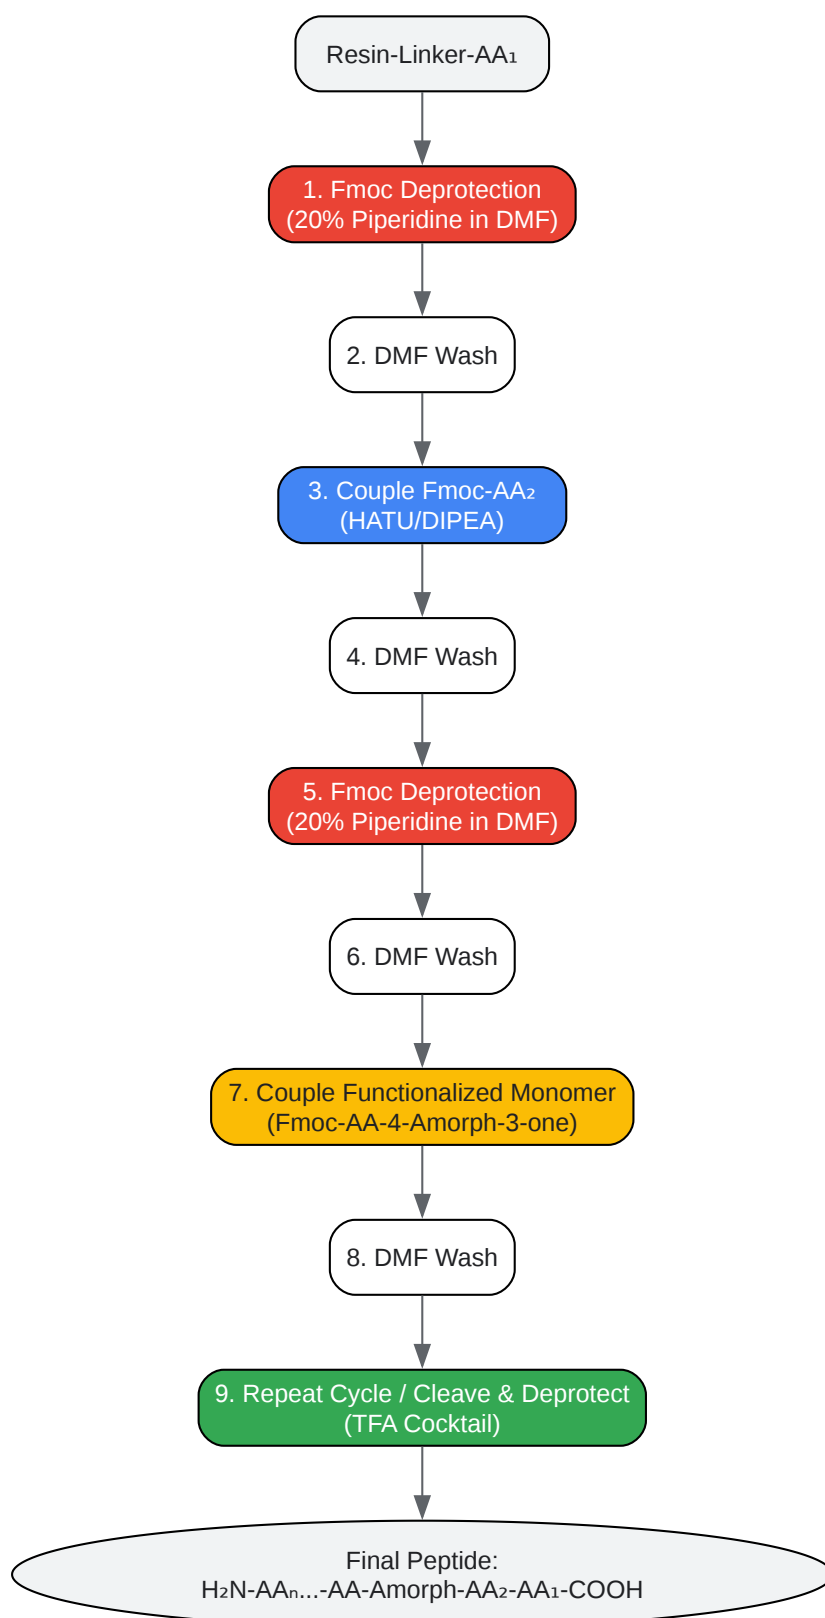 Resin-Linker-AA₁
1. Fmoc Deprotection
(20% Piperidine in DMF)
2. DMF Wash
3. Couple Fmoc-AA₂
(HATU/DIPEA)
4. DMF Wash
5. Fmoc Deprotection
(20% Piperidine in DMF)
6. DMF Wash
7. Couple Functionalized Monomer
(Fmoc-AA-4-Amorph-3-one)
8. DMF Wash
9. Repeat Cycle / Cleave & Deprotect
(TFA Cocktail)
Final Peptide:
H₂N-AAₙ...-AA-Amorph-AA₂-AA₁-COOH